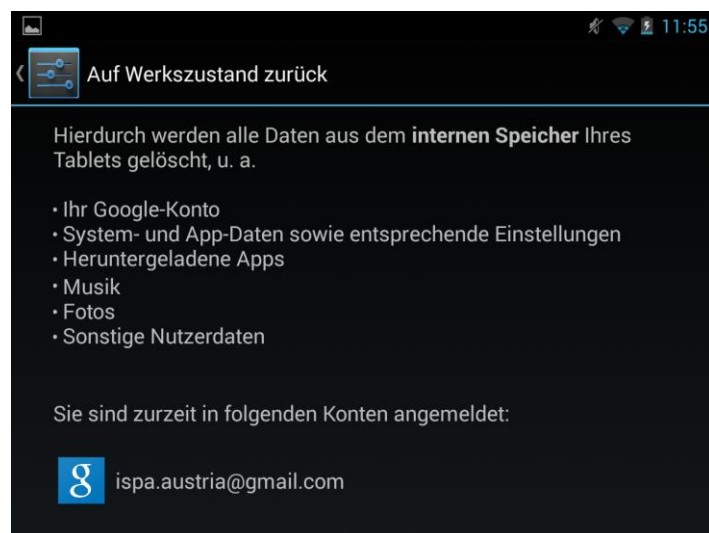 11:55
Auf Werkszustand zurück
Hierdurch werden alle Daten aus dem internen Speicher Ihres
Tablets gelöscht, u. a.
• Ihr Google-Konto
• System- und App-Daten sowie entsprechende Einstellungen
• Heruntergeladene Apps
• Musik
• Fotos
• Sonstige Nutzerdaten
Sie sind zurzeit in folgenden Konten angemeldet:
g ispa.austria@gmail.com